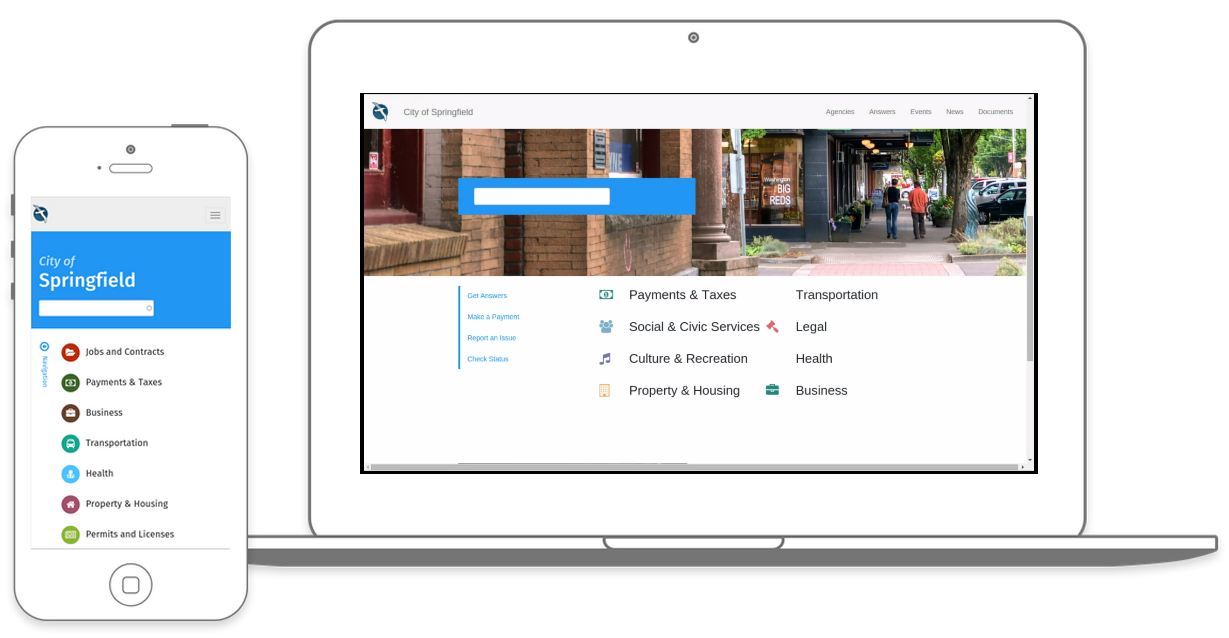 City of
Springfield
Navigation
Jobs and Contracts
Payments & Taxes
Business
Transportation
Health
Property & Housing
Permits and Licenses
City of Springfield
Agencies Answers Events News Documents
Washington
BIG
REDS
Get Answers
Make a Payment
Report an Issue
Check Status
Payments & Taxes Transportation
Social & Civic Services Legal
Culture & Recreation Health
Property & Housing Business